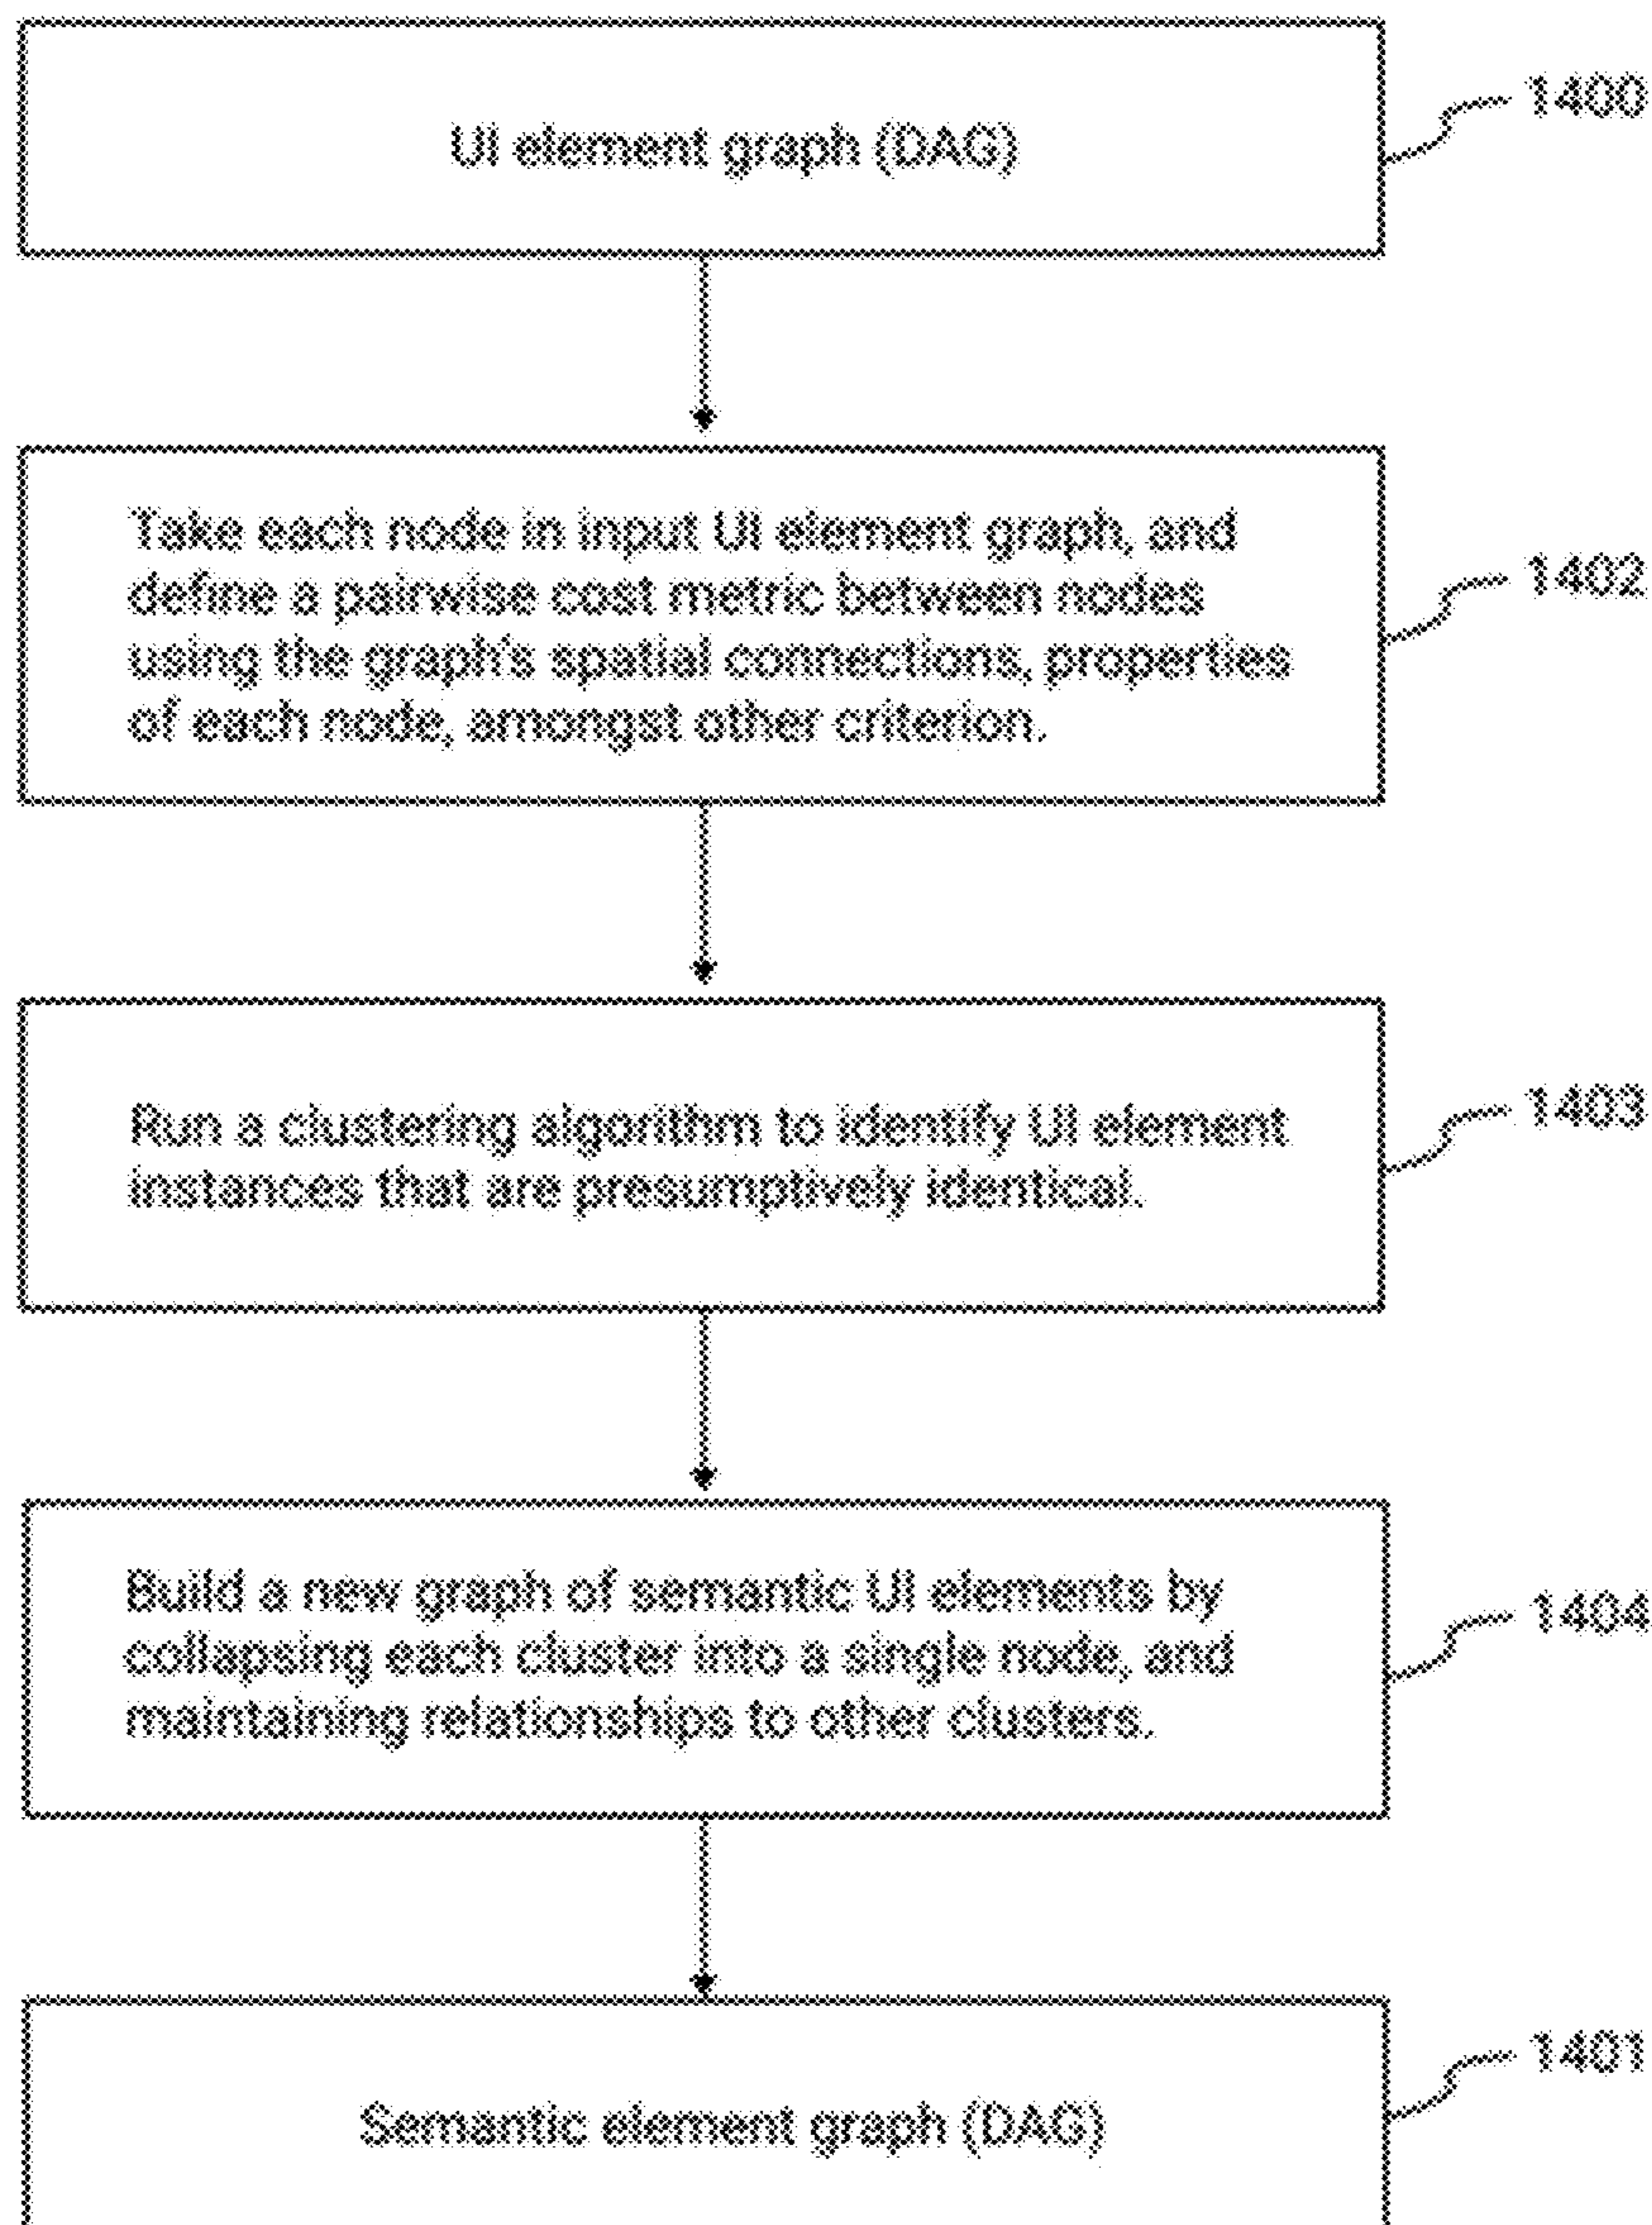 UI element graph (DAG)
1400
Take each node in input UI element graph, and
define a pairwise cost metric between nodes
using the graph's spatial connections, properties
of each node, amongst other criterion.
1402
Run a clustering algorithm to identify UI element
instances that are presumptively identical.
1403
Build a new graph of semantic UI elements by
collapsing each cluster into a single node, and
maintaining relationships to other clusters.
1404
Semantic element graph (DAG)
1401